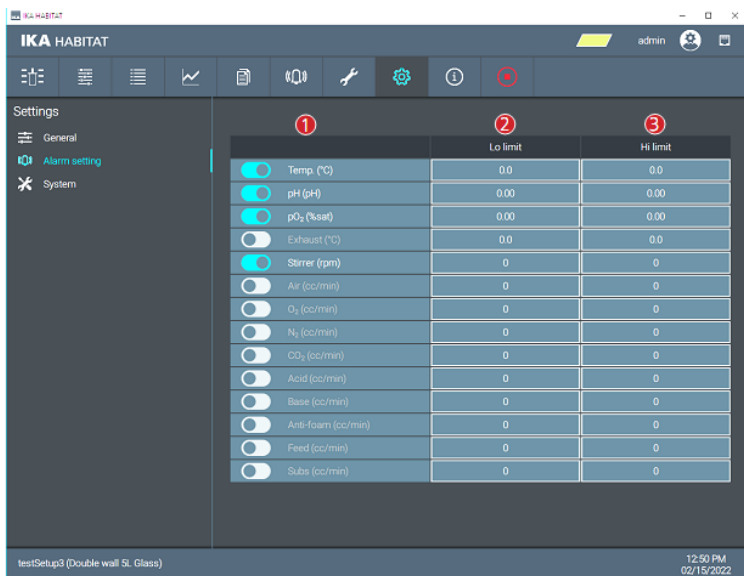 IKA HABITAT
IKA HABITAT admin
Settings
General
Alarm setting
System
1 2 3
Lo limit Hi limit
Temp. (°C) 0.0 0.0
pH (pH) 0.00 0.00
pO₂ (%sat) 0.00 0.00
Exhaust (°C) 0.0 0.0
Stirrer (rpm) 0 0
Air (cc/min) 0 0
O₂ (cc/min) 0 0
N₂ (cc/min) 0 0
CO₂ (cc/min) 0 0
Acid (cc/min) 0 0
Base (cc/min) 0 0
Anti-foam (cc/min) 0 0
Feed (cc/min) 0 0
Subs (cc/min) 0 0
testSetup3 (Double wall 5L Glass) 12:50 PM
02/15/2022